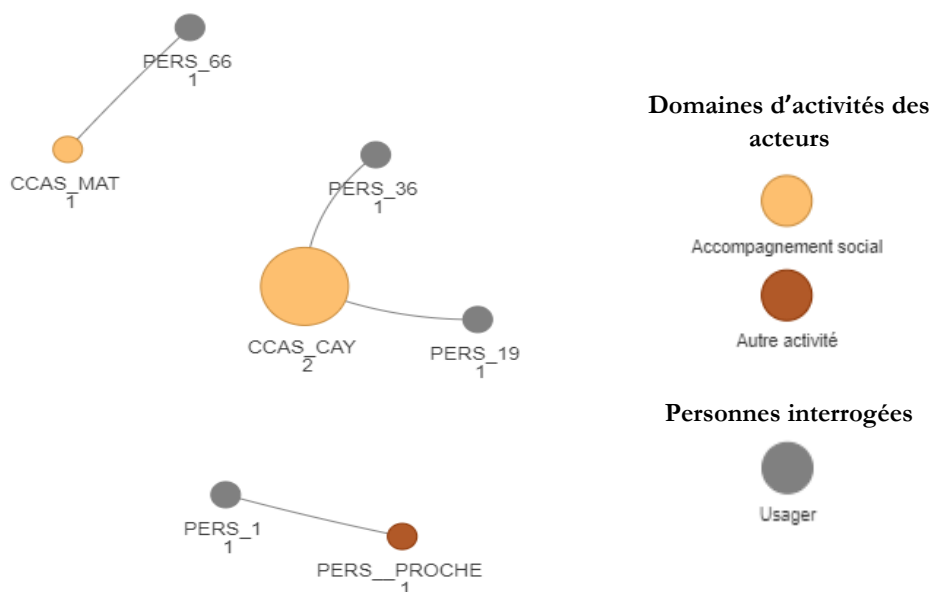 PERS_66
1
CCAS_MAT
1
PERS_36
1
CCAS_CAY
2
PERS_19
1
PERS_1
1
PERS__PROCHE
1
Domaines d’activités des
acteurs
Accompagnement social
Autre activité
Personnes interrogées
Usager